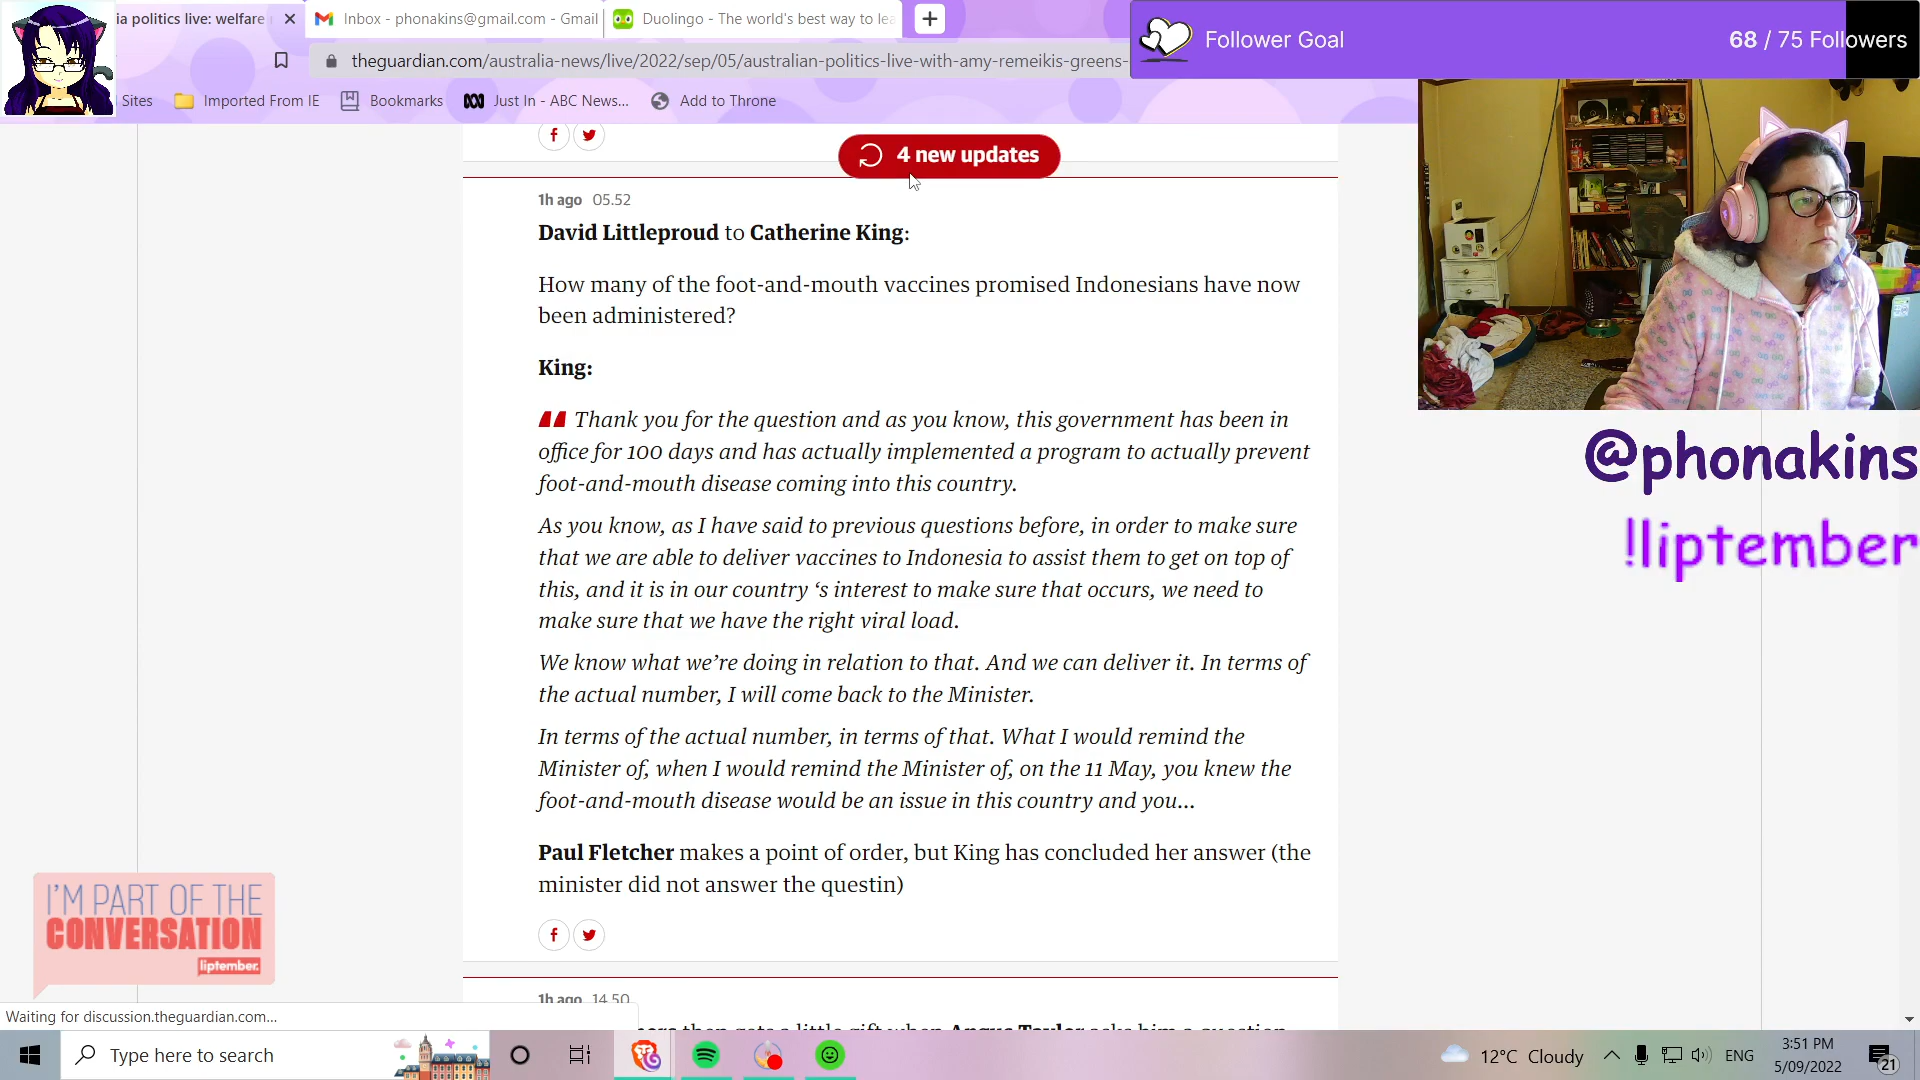 ia politics live: welfare
Inbox - phonakins@gmail.com - Gmail
Duolingo - The world's best way to lea
Follower Goal
68 / 75 Followers
theguardian.com/australia-news/live/2022/sep/05/australian-politics-live-with-amy-remeikis-greens-
Sites
Imported From IE
Bookmarks
Just In - ABC News...
Add to Throne
4 new updates
1h ago 05.52
David Littleproud to Catherine King:
How many of the foot-and-mouth vaccines promised Indonesians have now
been administered?
King:
Thank you for the question and as you know, this government has been in
office for 100 days and has actually implemented a program to actually prevent
foot-and-mouth disease coming into this country.
As you know, as I have said to previous questions before, in order to make sure
that we are able to deliver vaccines to Indonesia to assist them to get on top of
this, and it is in our country ‘s interest to make sure that occurs, we need to
make sure that we have the right viral load.
We know what we’re doing in relation to that. And we can deliver it. In terms of
the actual number, I will come back to the Minister.
In terms of the actual number, in terms of that. What I would remind the
Minister of, when I would remind the Minister of, on the 11 May, you knew the
foot-and-mouth disease would be an issue in this country and you...
Paul Fletcher makes a point of order, but King has concluded her answer (the
minister did not answer the questin)
1h ago 14.50
then gets a little gift when Angus Taylor asks him a question
@phonakins
!liptember
I'M PART OF THE
CONVERSATION
liptember.
Waiting for discussion.theguardian.com...
Type here to search
12°C Cloudy
ENG
3:51 PM
5/09/2022
21